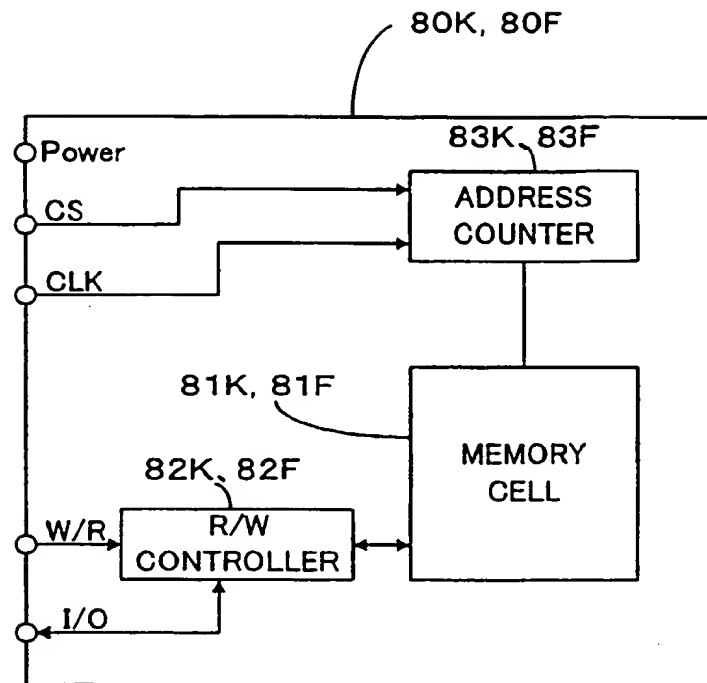 80K, 80F
Power
83K, 83F
CS
ADDRESS
COUNTER
CLK
81K, 81F
MEMORY
CELL
82K, 82F
W/R
R/W
CONTROLLER
I/O